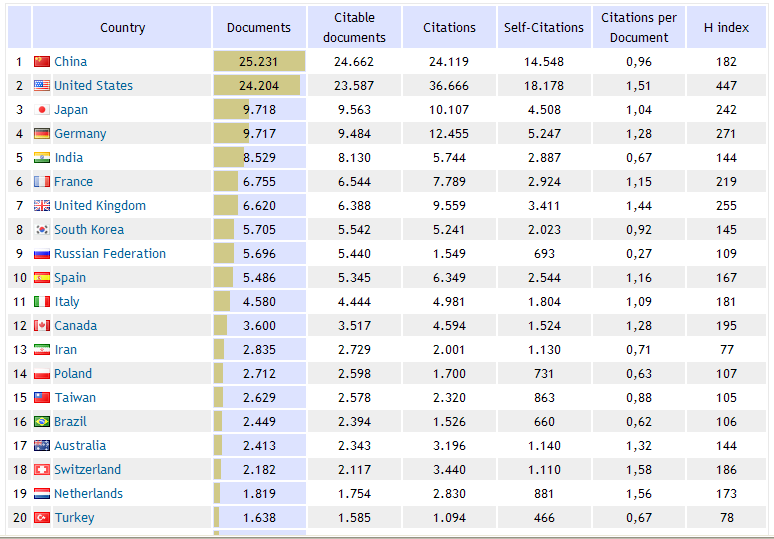 Country Documents Citable documents Citations Self-Citations Citations per Document H index
1 China 25.231 24.662 24.119 14.548 0,96 182
2 United States 24.204 23.587 36.666 18.178 1,51 447
3 Japan 9.718 9.563 10.107 4.508 1,04 242
4 Germany 9.717 9.484 12.455 5.247 1,28 271
5 India 8.529 8.130 5.744 2.887 0,67 144
6 France 6.755 6.544 7.789 2.924 1,15 219
7 United Kingdom 6.620 6.388 9.559 3.411 1,44 255
8 South Korea 5.705 5.542 5.241 2.023 0,92 145
9 Russian Federation 5.696 5.440 1.549 693 0,27 109
10 Spain 5.486 5.345 6.349 2.544 1,16 167
11 Italy 4.580 4.444 4.981 1.804 1,09 181
12 Canada 3.600 3.517 4.594 1.524 1,28 195
13 Iran 2.835 2.729 2.001 1.130 0,71 77
14 Poland 2.712 2.598 1.700 731 0,63 107
15 Taiwan 2.629 2.578 2.320 863 0,88 105
16 Brazil 2.449 2.394 1.526 660 0,62 106
17 Australia 2.413 2.343 3.196 1.140 1,32 144
18 Switzerland 2.182 2.117 3.440 1.110 1,58 186
19 Netherlands 1.819 1.754 2.830 881 1,56 173
20 Turkey 1.638 1.585 1.094 466 0,67 78